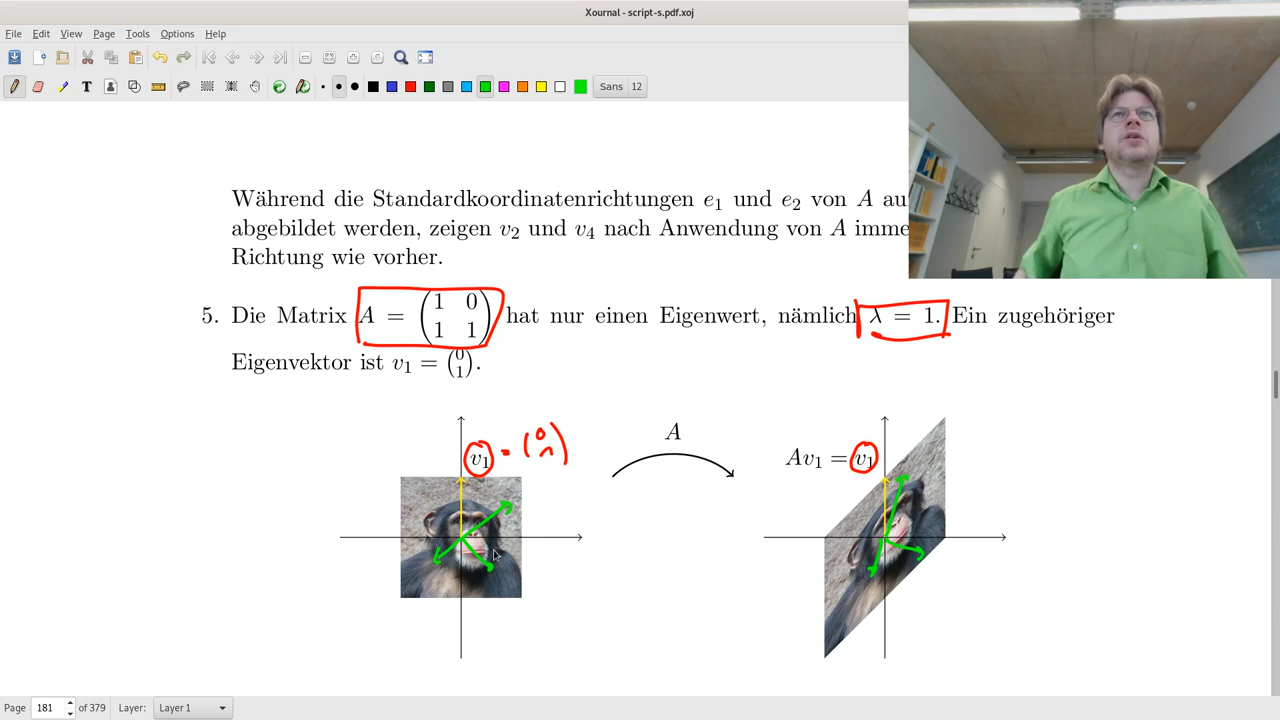 Xournal - script-s.pdf.xoj
File Edit View Page Tools Options Help
T Sans 12
Während die Standardkoordinatenrichtungen e1 und e2 von A au
abgebildet werden, zeigen v2 und v4 nach Anwendung von A imme
Richtung wie vorher.
5. Die Matrix A = (1 0 1 1) hat nur einen Eigenwert, nämlich λ = 1. Ein zugehöriger
Eigenvektor ist v1 = (0 1).
v1 = (0 1)
A
Av1 = v1
Page 181 of 379 Layer: Layer 1